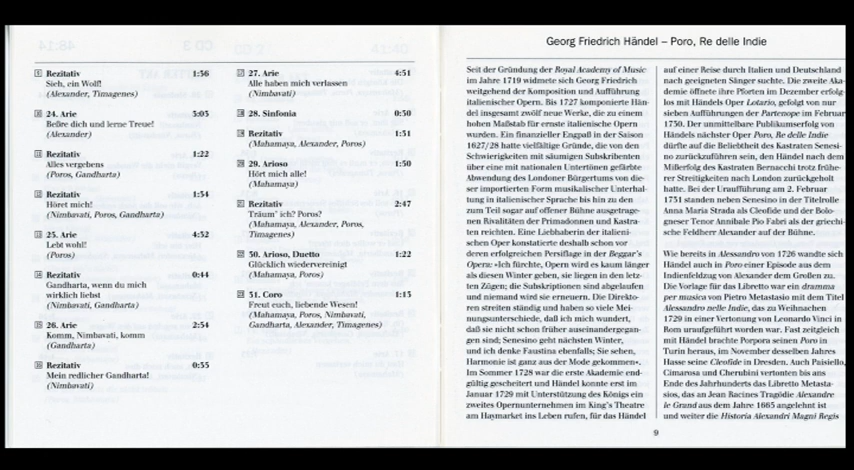 Rezitativ 1:56
Sieh, ein Wolf!
(Alexander, Timagenes)
24. Arie 3:05
Beßre dich und lerne Treue!
(Alexander)
Rezitativ 1:22
Alles vergebens
(Poros, Gandharta)
Rezitativ 1:34
Höret mich!
(Nimbavati, Poros, Gandharta)
25. Arie 4:32
Lebt wohl!
(Poros)
Rezitativ 0:44
Gandharta, wenn du mich
wirklich liebst
(Nimbavati, Gandharta)
26. Arie 2:54
Komm, Nimbavati, komm
(Gandharta)
Rezitativ 0:35
Mein redlicher Gandharta!
(Nimbavati)
27. Arie 4:51
Alle haben mich verlassen
(Nimbavati)
28. Sinfonia 0:50
Rezitativ 1:31
(Mahamaya, Alexander, Poros)
29. Arioso 1:50
Hört mich alle!
(Mahamaya)
Rezitativ 2:47
Träum' ich? Poros?
(Mahamaya, Alexander, Poros,
Timagenes)
30. Arioso, Duetto 1:22
Glücklich wiedervereinigt
(Mahamaya, Poros)
31. Coro 1:13
Freut euch, liebende Wesen!
(Mahamaya, Poros, Nimbavati,
Gandharta, Alexander, Timagenes)
Georg Friedrich Händel – Poro, Re delle Indie
Seit der Gründung der Royal Academy of Music
im Jahre 1719 widmete sich Georg Friedrich
weitgehend der Komposition und Aufführung
italienischer Opern. Bis 1727 komponierte Hän-
del insgesamt zwölf neue Werke, die zu einem
hohen Maßstab für ernste italienische Opern
wurden. Ein finanzieller Engpaß in der Saison
1627/28 hatte vielfältige Gründe, die von den
Schwierigkeiten mit säumigen Subskribenten
über eine mit nationalen Untertönen gefärbte
Abwendung des Londoner Bürgertums von die-
ser importierten Form musikalischer Unterhal-
tung in italienischer Sprache bis hin zu den
zum Teil sogar auf offener Bühne ausgetrage-
nen Rivalitäten der Primadonnen und Kastra-
ten reichten. Eine Liebhaberin der italieni-
schen Oper konstatierte deshalb schon vor
deren erfolgreichen Persiflage in der Beggar's
Opera: «Ich fürchte, Opern wird es kaum länger
als diesen Winter geben, sie liegen in den letz-
ten Zügen; die Subskriptionen sind abgelaufen
und niemand wird sie erneuern. Die Direkto-
ren streiten ständig und haben so viele Mei-
nungsunterschiede, daß ich mich wundert,
daß sie nicht schon früher auseinandergegan-
gen sind; Senesino geht nächsten Winter,
und ich denke Faustina ebenfalls; Sie sehen,
Harmonie ist ganz aus der Mode gekommen».
Im Sommer 1728 war die erste Akademie end-
gültig gescheitert und Händel konnte erst im
Januar 1729 mit Unterstützung des Königs ein
zweites Opernunternehmen im King's Theatre
am Haymarket ins Leben rufen, für das Händel
auf einer Reise durch Italien und Deutschland
nach geeigneten Sänger suchte. Die zweite Aka-
demie öffnete ihre Pforten im Dezember erfolg-
los mit Händels Oper Lotario, gefolgt von nur
sieben Aufführungen der Partenope im Februar
1730. Der unmittelbare Publikumserfolg von
Händels nächster Oper Poro, Re delle Indie
dürfte auf die Beliebtheit des Kastraten Senesi-
no zurückzuführen sein, den Händel nach dem
Mißerfolg des Kastraten Bernacchi trotz frühe-
rer Streitigkeiten nach London zurückgeholt
hatte. Bei der Uraufführung am 2. Februar
1731 standen neben Senesino in der Titelrolle
Anna Maria Strada als Cleofide und der Bolo-
gneser Tenor Annibale Pio Fabri als der griechi-
sche Feldherr Alexander auf der Bühne.
Wie bereits in Alessandro von 1726 wandte sich
Händel auch in Poro einer Episode aus dem
Indienfeldzug von Alexander dem Großen zu.
Die Vorlage für das Libretto war ein dramma
per musica von Pietro Metastasio mit dem Titel
Alessandro nelle Indie, das zu Weihnachen
1729 in einer Vertonung von Leonardo Vinci in
Rom uraufgeführt worden war. Fast zeitgleich
mit Händel brachte Porpora seinen Poro in
Turin heraus, im November desselben Jahres
Hasse seine Cleofide in Dresden. Auch Paisiello,
Cimarosa und Cherubini vertonten bis ans
Ende des Jahrhunderts das Libretto Metasta-
sios, das an Jean Racines Tragödie Alexandre
le Grand aus dem Jahre 1665 angelehnt ist
und weiter die Historia Alexandri Magni Regis
9